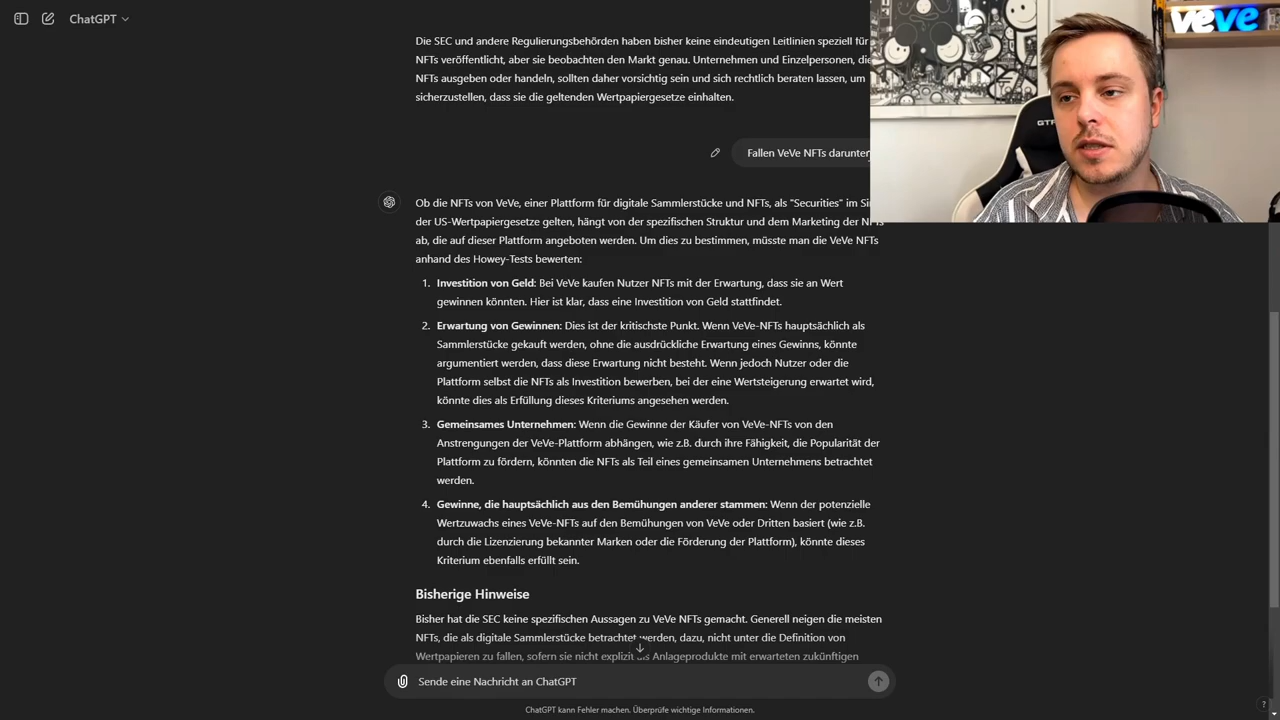 ChatGPT
Die SEC und andere Regulierungsbehörden haben bisher keine eindeutigen Leitlinien speziell für
NFTs veröffentlicht, aber sie beobachten den Markt genau. Unternehmen und Einzelpersonen, die
NFTs ausgeben oder handeln, sollten daher vorsichtig sein und sich rechtlich beraten lassen, um
sicherzustellen, dass sie die geltenden Wertpapiergesetze einhalten.
veve
GTR
Fallen VeVe NFTs darunter
Ob die NFTs von VeVe, einer Plattform für digitale Sammlerstücke und NFTs, als "Securities" im
der US-Wertpapiergesetze gelten, hängt von der spezifischen Struktur und dem Marketing der NFTs
ab, die auf dieser Plattform angeboten werden. Um dies zu bestimmen, müsste man die VeVe NFTs
anhand des Howey-Tests bewerten:
1. Investition von Geld: Bei VeVe kaufen Nutzer NFTs mit der Erwartung, dass sie an Wert
gewinnen könnten. Hier ist klar, dass eine Investition von Geld stattfindet.
2. Erwartung von Gewinnen: Dies ist der kritischste Punkt. Wenn VeVe-NFTs hauptsächlich als
Sammlerstücke gekauft werden, ohne die ausdrückliche Erwartung eines Gewinns, könnte
argumentiert werden, dass diese Erwartung nicht besteht. Wenn jedoch Nutzer oder die
Plattform selbst die NFTs als Investition bewerben, bei der eine Wertsteigerung erwartet wird,
könnte dies als Erfüllung dieses Kriteriums angesehen werden.
3. Gemeinsames Unternehmen: Wenn die Gewinne der Käufer von VeVe-NFTs von den
Anstrengungen der VeVe-Plattform abhängen, wie z.B. durch ihre Fähigkeit, die Popularität der
Plattform zu fördern, könnten die NFTs als Teil eines gemeinsamen Unternehmens betrachtet
werden.
4. Gewinne, die hauptsächlich aus den Bemühungen anderer stammen: Wenn der potenzielle
Wertzuwachs eines VeVe-NFTs auf den Bemühungen von VeVe oder Dritten basiert (wie z.B.
durch die Lizenzierung bekannter Marken oder die Förderung der Plattform), könnte dieses
Kriterium ebenfalls erfüllt sein.
Bisherige Hinweise
Bisher hat die SEC keine spezifischen Aussagen zu VeVe NFTs gemacht. Generell neigen die meisten
NFTs, die als digitale Sammlerstücke betrachtet werden, dazu, nicht unter die Definition von
Wertpapieren zu fallen, sofern sie nicht explizit als Anlageprodukte mit erwarteten zukünftigen
Sende eine Nachricht an ChatGPT
ChatGPT kann Fehler machen. Überprüfe wichtige Informationen.
?